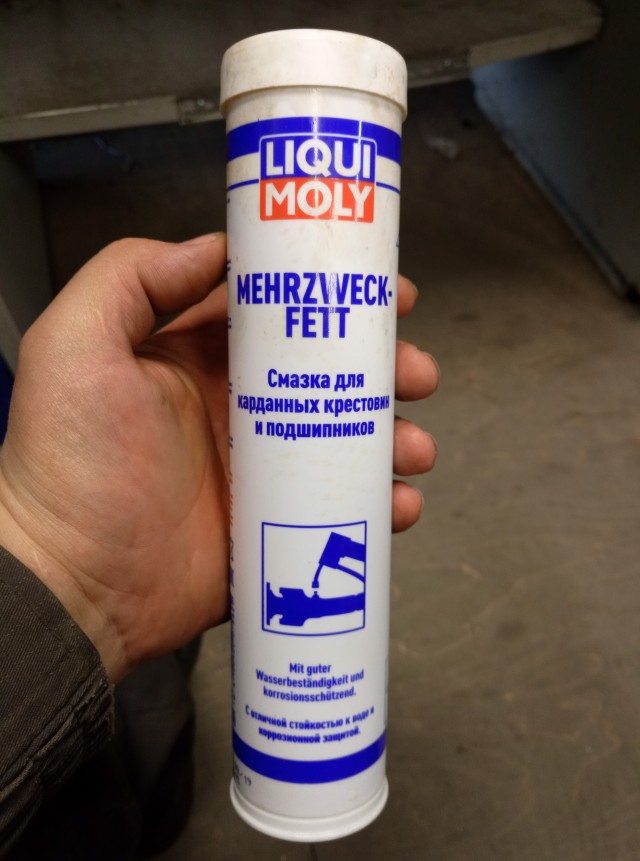 LIQUI
MOLY
MEHRZWECK-
FETT
Смазка для
карданных крестовин
и подшипников
Mit guter
Wasserbeständigkeit und
korrosionsschützend.
С отличной стойкостью к воде и
коррозионной защитой.